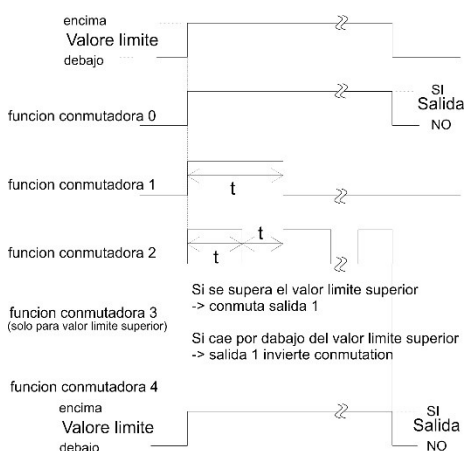 encima
Valore limite
debajo
SI
Salida
NO
funcion conmutadora 0
funcion conmutadora 1
t
funcion conmutadora 2
t
t
Si se supera el valor limite superior
-> conmuta salida 1
funcion conmutadora 3
(solo para valor limite superior)
Si cae por dabajo del valor limite superior
-> salida 1 invierte conmutation
funcion conmutadora 4
encima
Valore limite
debajo
SI
Salida
NO